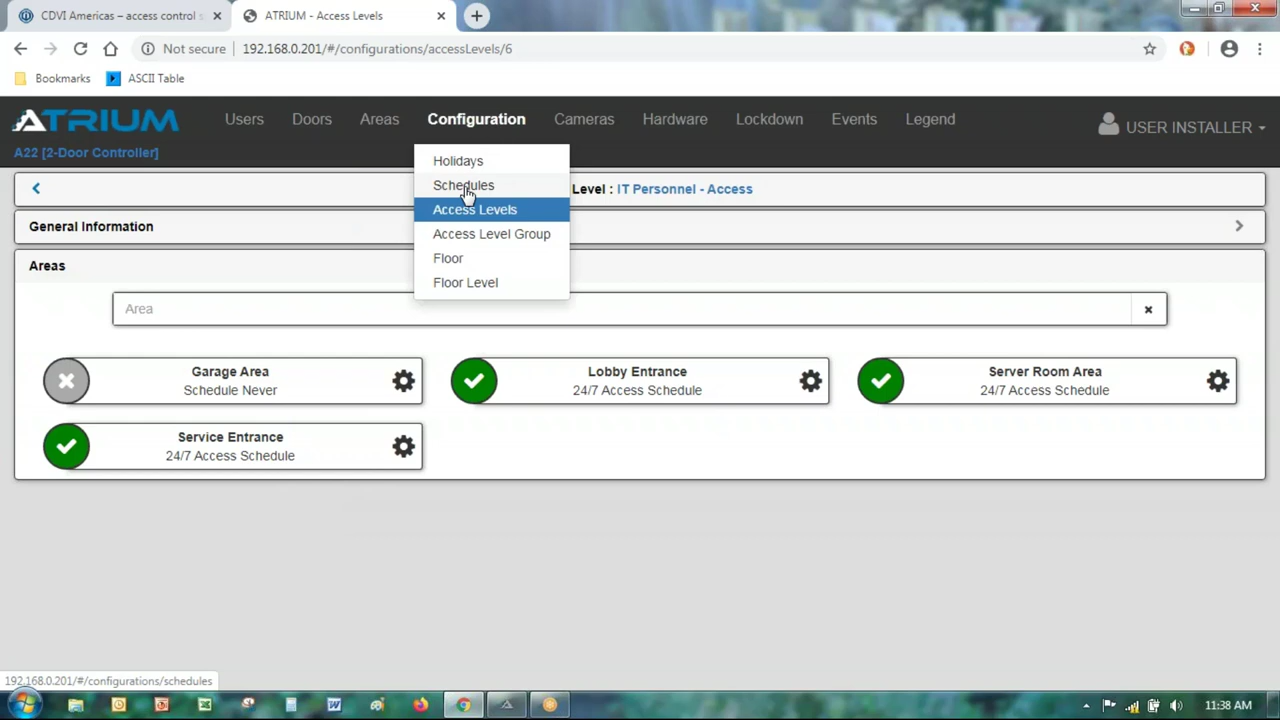 CDVI Americas – access control s
ATRIUM - Access Levels
Not secure 192.168.0.201/#/configurations/accessLevels/6
Bookmarks ASCII Table
ATRIUM Users Doors Areas Configuration Cameras Hardware Lockdown Events Legend USER INSTALLER
A22 [2-Door Controller]
Holidays
Schedules
Access Levels
Access Level Group
Floor
Floor Level
Level : IT Personnel - Access
General Information
Areas
Area
Garage Area
Schedule Never
Lobby Entrance
24/7 Access Schedule
Server Room Area
24/7 Access Schedule
Service Entrance
24/7 Access Schedule
192.168.0.201/#/configurations/schedules
11:38 AM